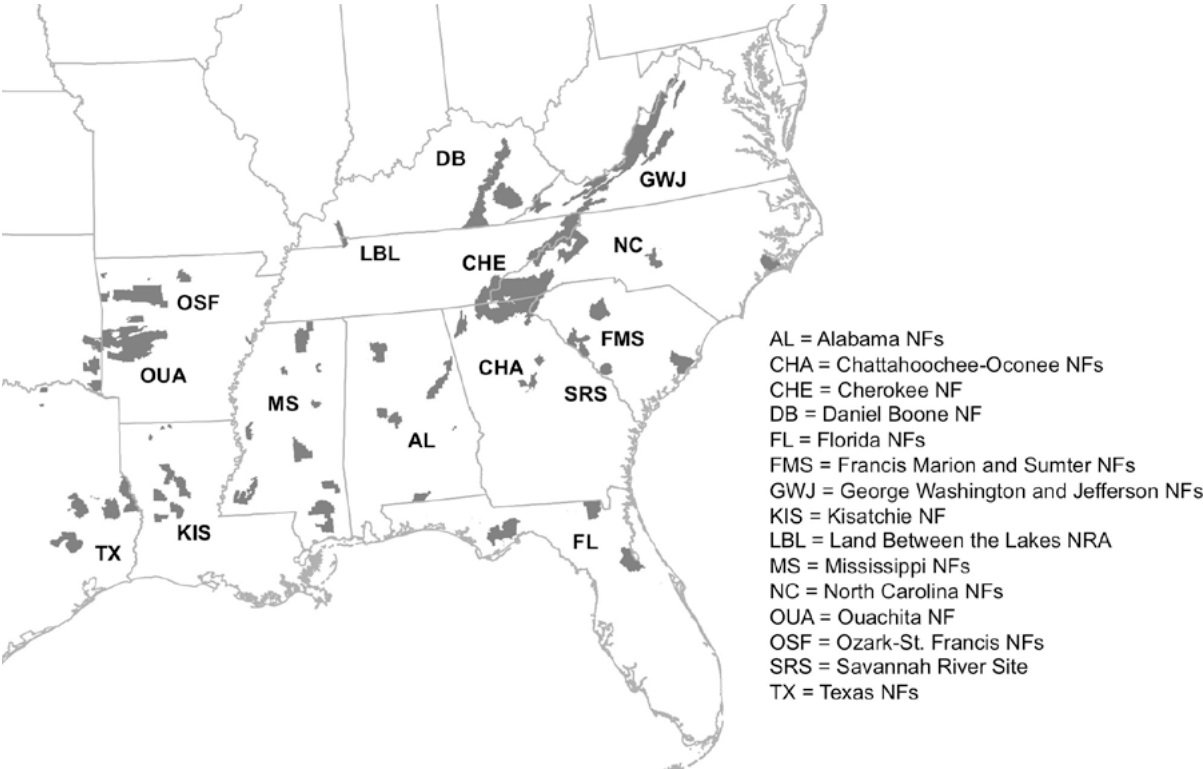 DB
GWJ
LBL
CHE
NC
OSF
FMS
OUA
CHA
SRS
MS
AL
KIS
TX
FL
AL = Alabama NFs
CHA = Chattahoochee-Oconee NFs
CHE = Cherokee NF
DB = Daniel Boone NF
FL = Florida NFs
FMS = Francis Marion and Sumter NFs
GWJ = George Washington and Jefferson NFs
KIS = Kisatchie NF
LBL = Land Between the Lakes NRA
MS = Mississippi NFs
NC = North Carolina NFs
OUA = Ouachita NF
OSF = Ozark-St. Francis NFs
SRS = Savannah River Site
TX = Texas NFs